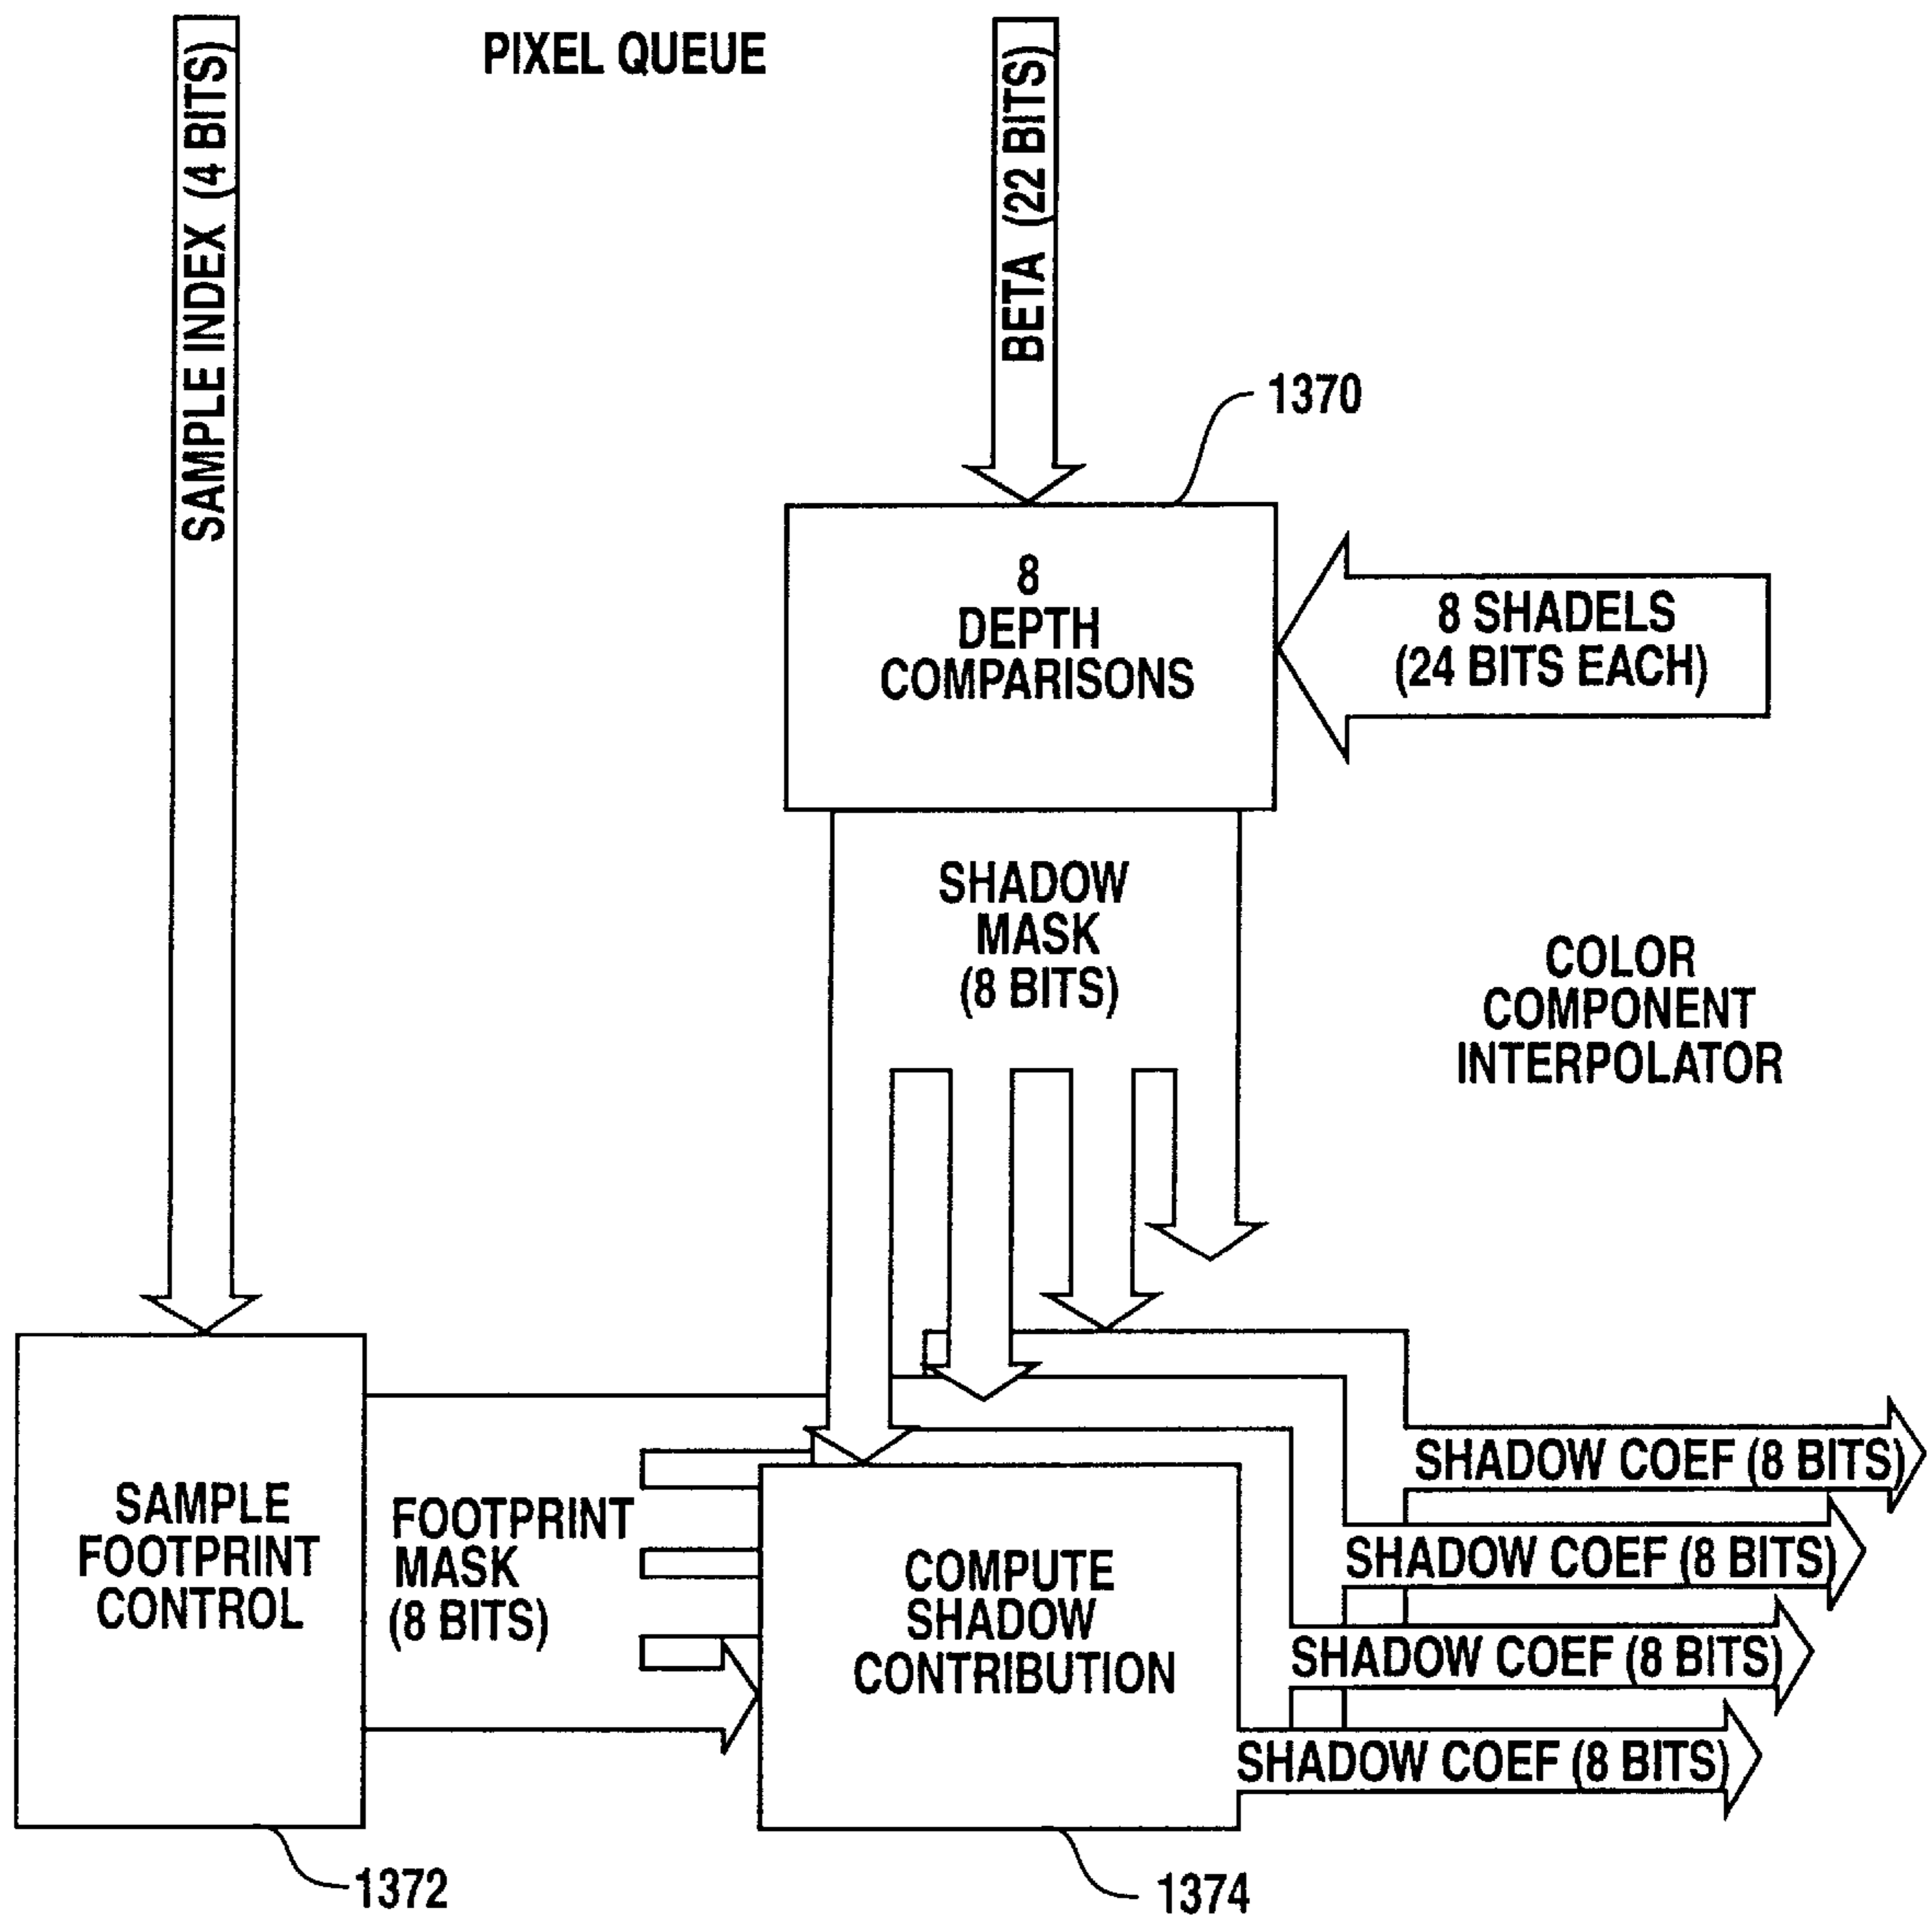 PIXEL QUEUE
SAMPLE INDEX (4 BITS)
BETA (22 BITS)
1370
8
DEPTH
COMPARISONS
8 SHADELS
(24 BITS EACH)
SHADOW
MASK
(8 BITS)
COLOR
COMPONENT
INTERPOLATOR
SAMPLE
FOOTPRINT
CONTROL
FOOTPRINT
MASK
(8 BITS)
COMPUTE
SHADOW
CONTRIBUTION
SHADOW COEF (8 BITS)
SHADOW COEF (8 BITS)
SHADOW COEF (8 BITS)
SHADOW COEF (8 BITS)
1372
1374